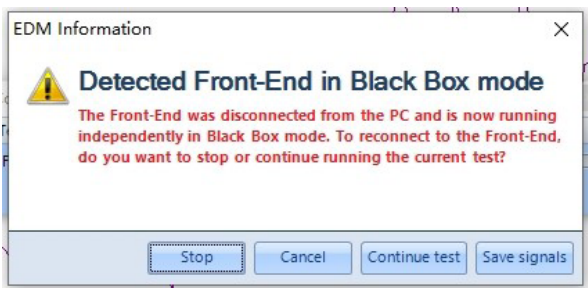 EDM Information
Detected Front-End in Black Box mode
The Front-End was disconnected from the PC and is now running
independently in Black Box mode. To reconnect to the Front-End,
do you want to stop or continue running the current test?
Stop Cancel Continue test Save signals